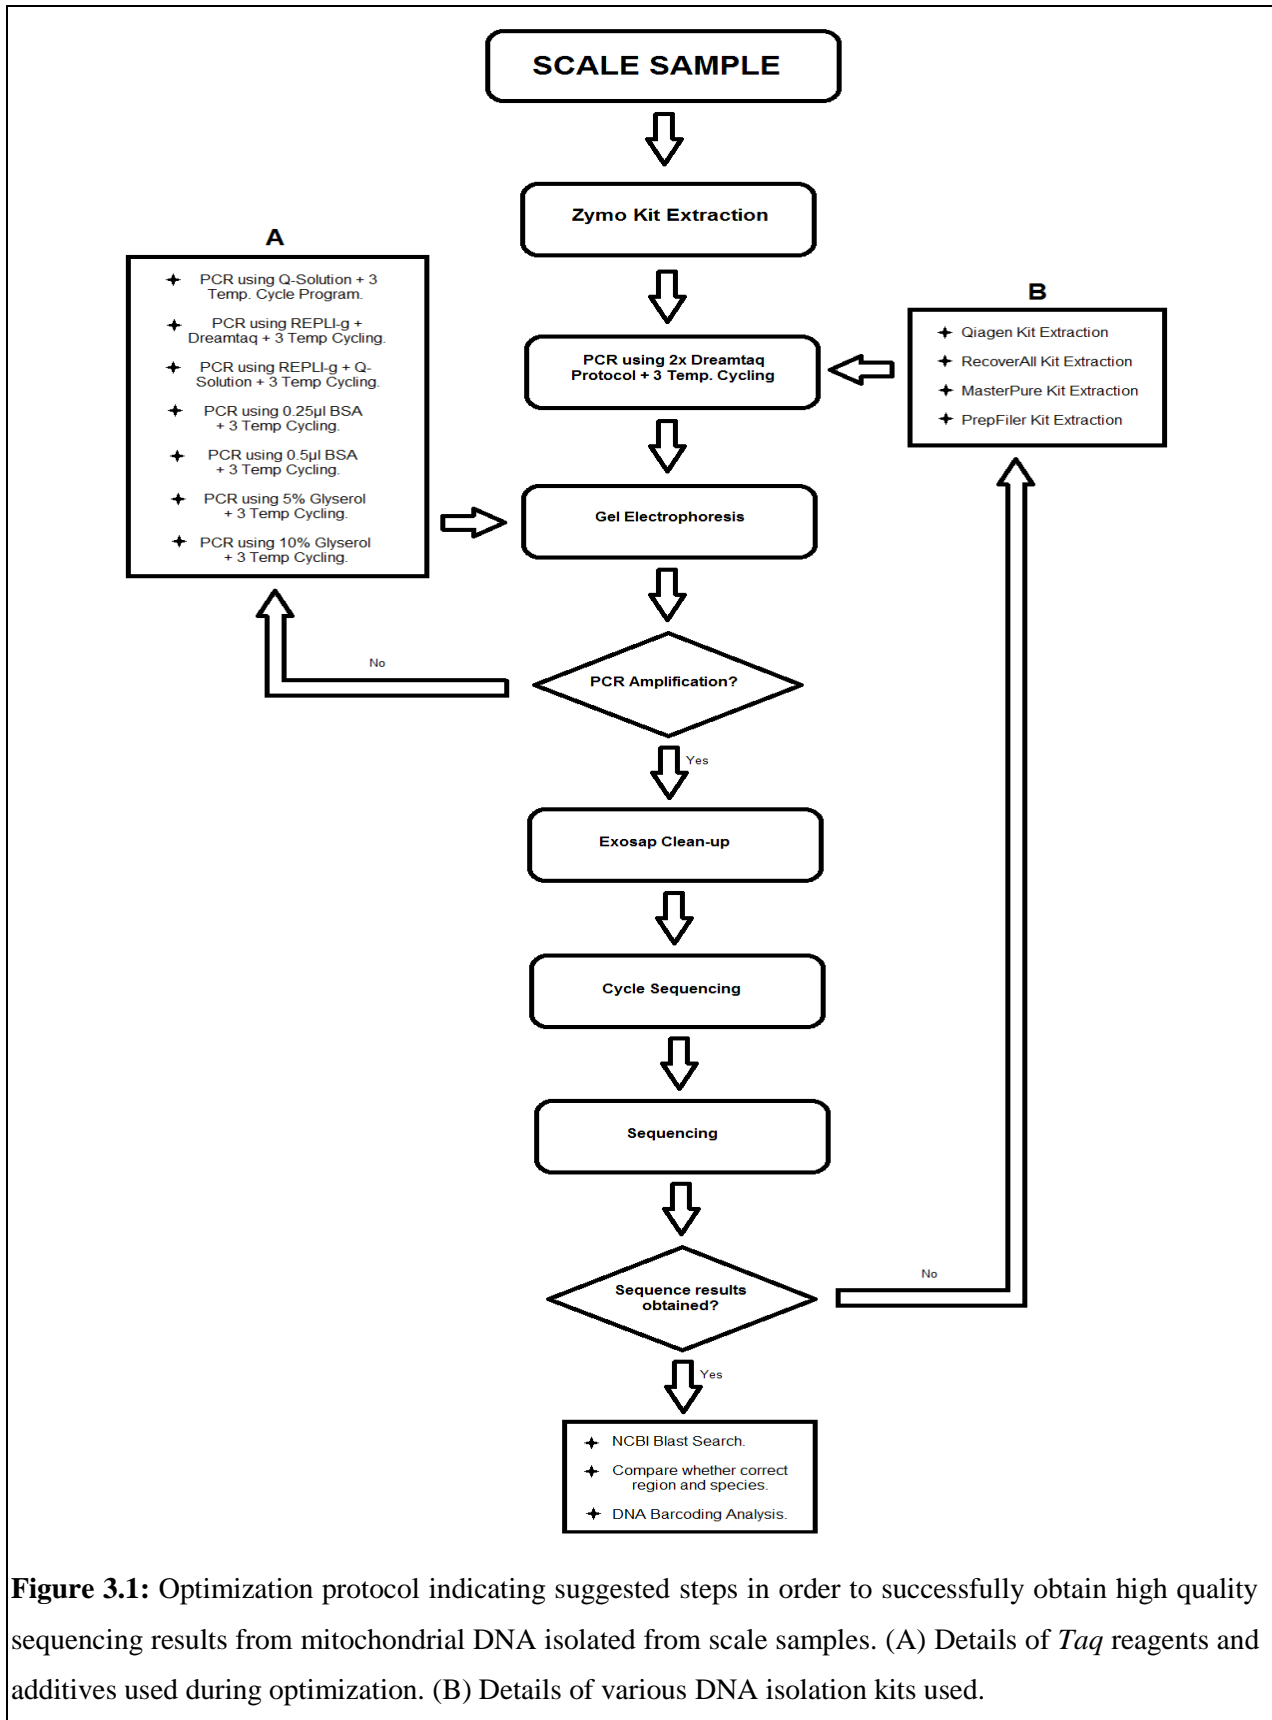 SCALE SAMPLE
Zymo Kit Extraction
A
PCR using Q-Solution + 3
Temp. Cycle Program.
PCR using REPLI-g +
Dreamtaq + 3 Temp Cycling.
PCR using REPLI-g + Q-
Solution + 3 Temp Cycling.
PCR using 0.25µl BSA
+ 3 Temp Cycling.
PCR using 0.5µl BSA
+ 3 Temp Cycling.
PCR using 5% Glyserol
+ 3 Temp Cycling.
PCR using 10% Glyserol
+ 3 Temp Cycling.
B
Qiagen Kit Extraction
RecoverAll Kit Extraction
MasterPure Kit Extraction
PrepFiler Kit Extraction
PCR using 2x Dreamtaq
Protocol + 3 Temp. Cycling
Gel Electrophoresis
PCR Amplification?
No
Yes
Exosap Clean-up
Cycle Sequencing
Sequencing
Sequence results
obtained?
No
Yes
NCBI Blast Search.
Compare whether correct
region and species.
DNA Barcoding Analysis.
Figure 3.1: Optimization protocol indicating suggested steps in order to successfully obtain high quality
sequencing results from mitochondrial DNA isolated from scale samples. (A) Details of Taq reagents and
additives used during optimization. (B) Details of various DNA isolation kits used.